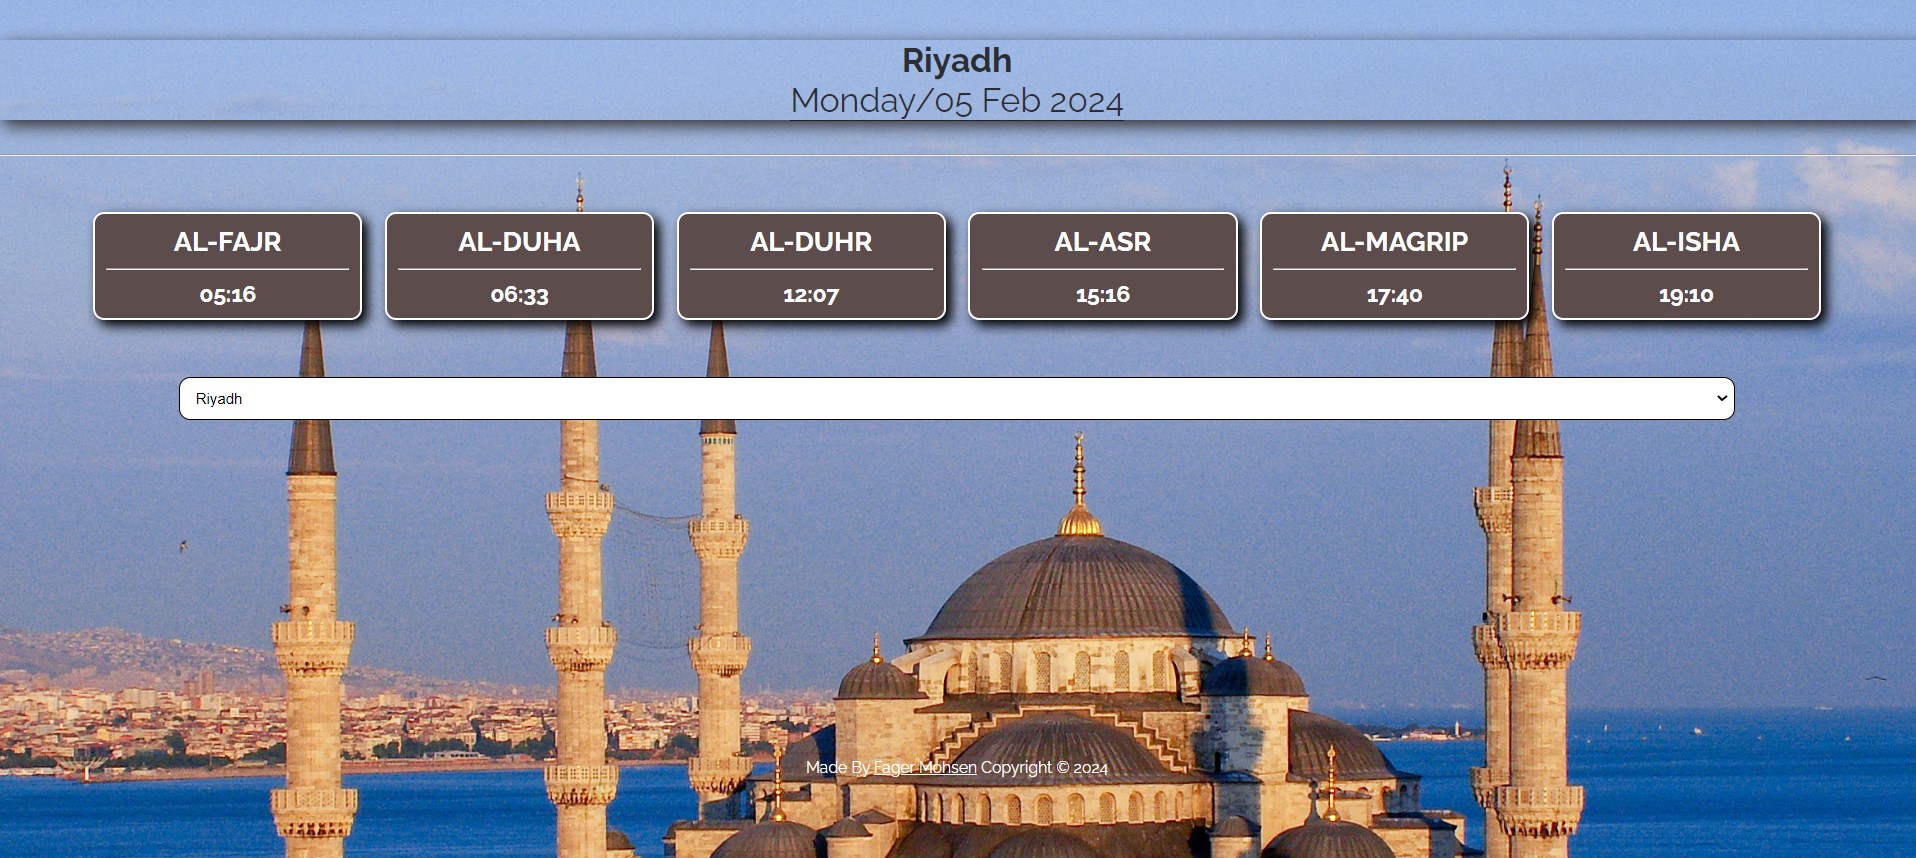 Riyadh
Monday/05 Feb 2024
AL-FAJR
05:16
AL-DUHA
06:33
AL-DUHR
12:07
AL-ASR
15:16
AL-MAGRIP
17:40
AL-ISHA
19:10
Riyadh
Made By Fager Mohsen Copyright © 2024